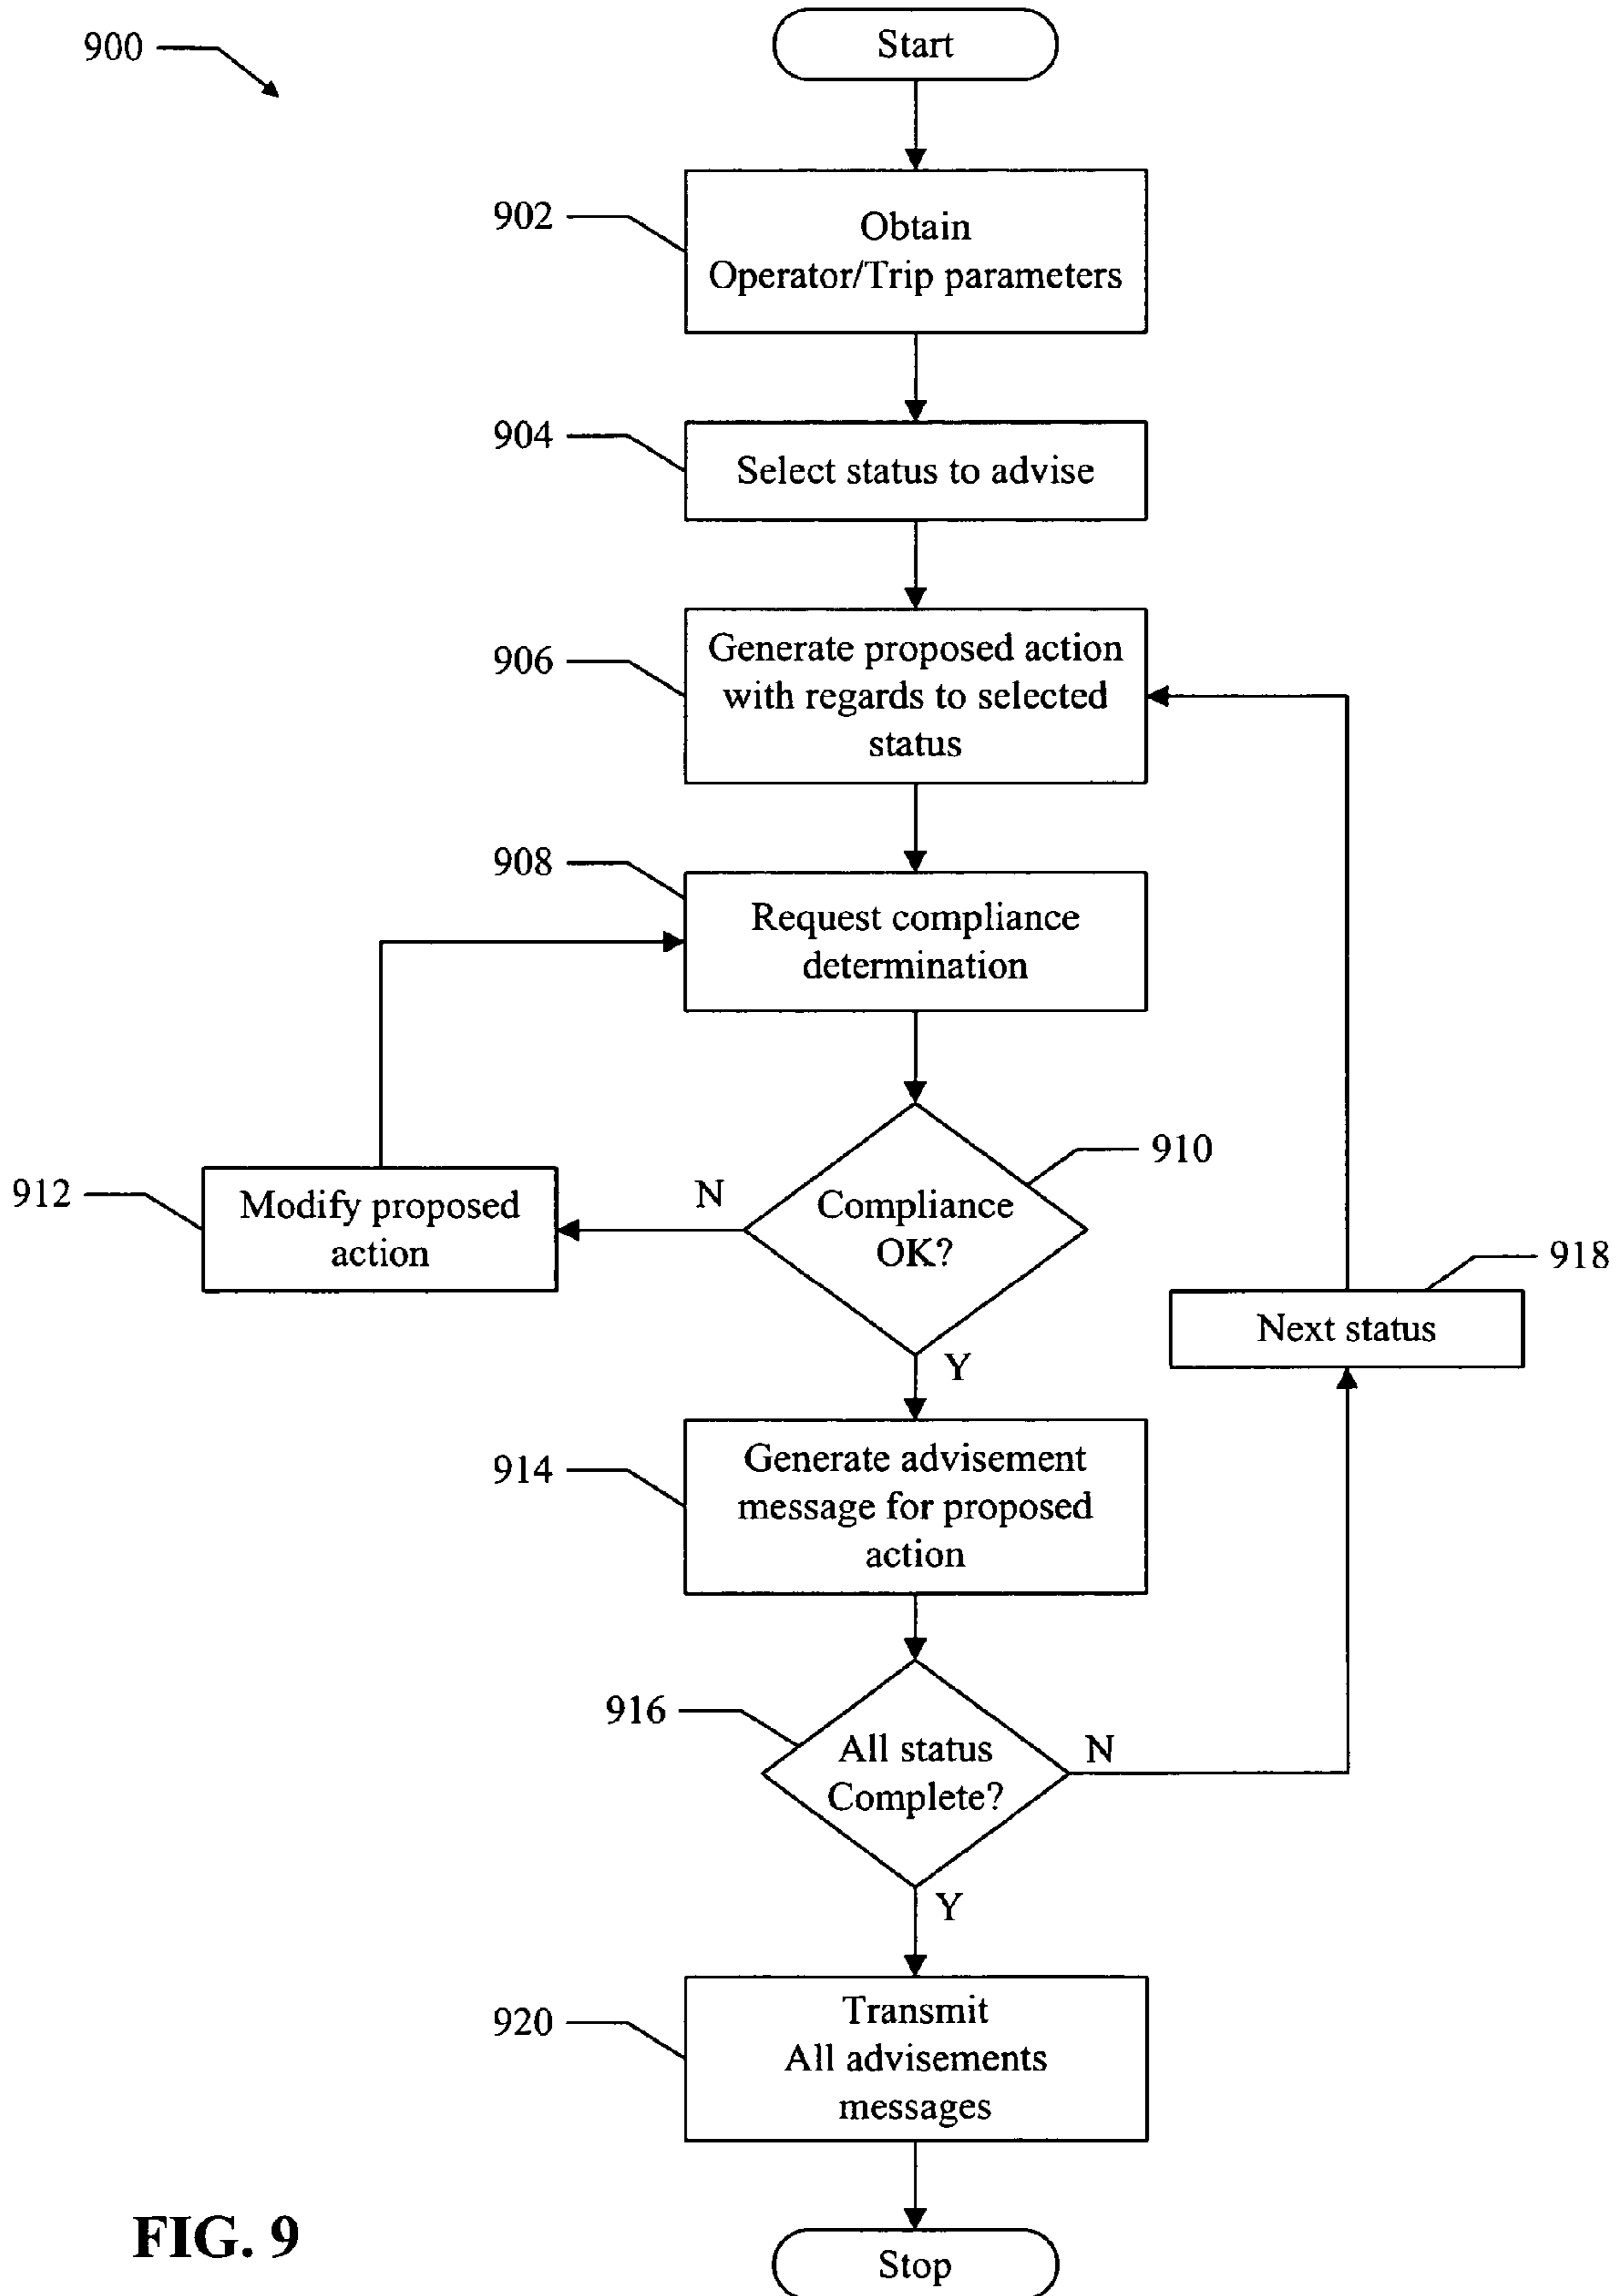 900
Start
902
Obtain
Operator/Trip parameters
904
Select status to advise
906
Generate proposed action
with regards to selected
status
908
Request compliance
determination
910
912
Modify proposed
action
N
Compliance
OK?
918
Next status
Y
914
Generate advisement
message for proposed
action
916
All status
Complete?
N
Y
920
Transmit
All advisements
messages
FIG. 9
Stop